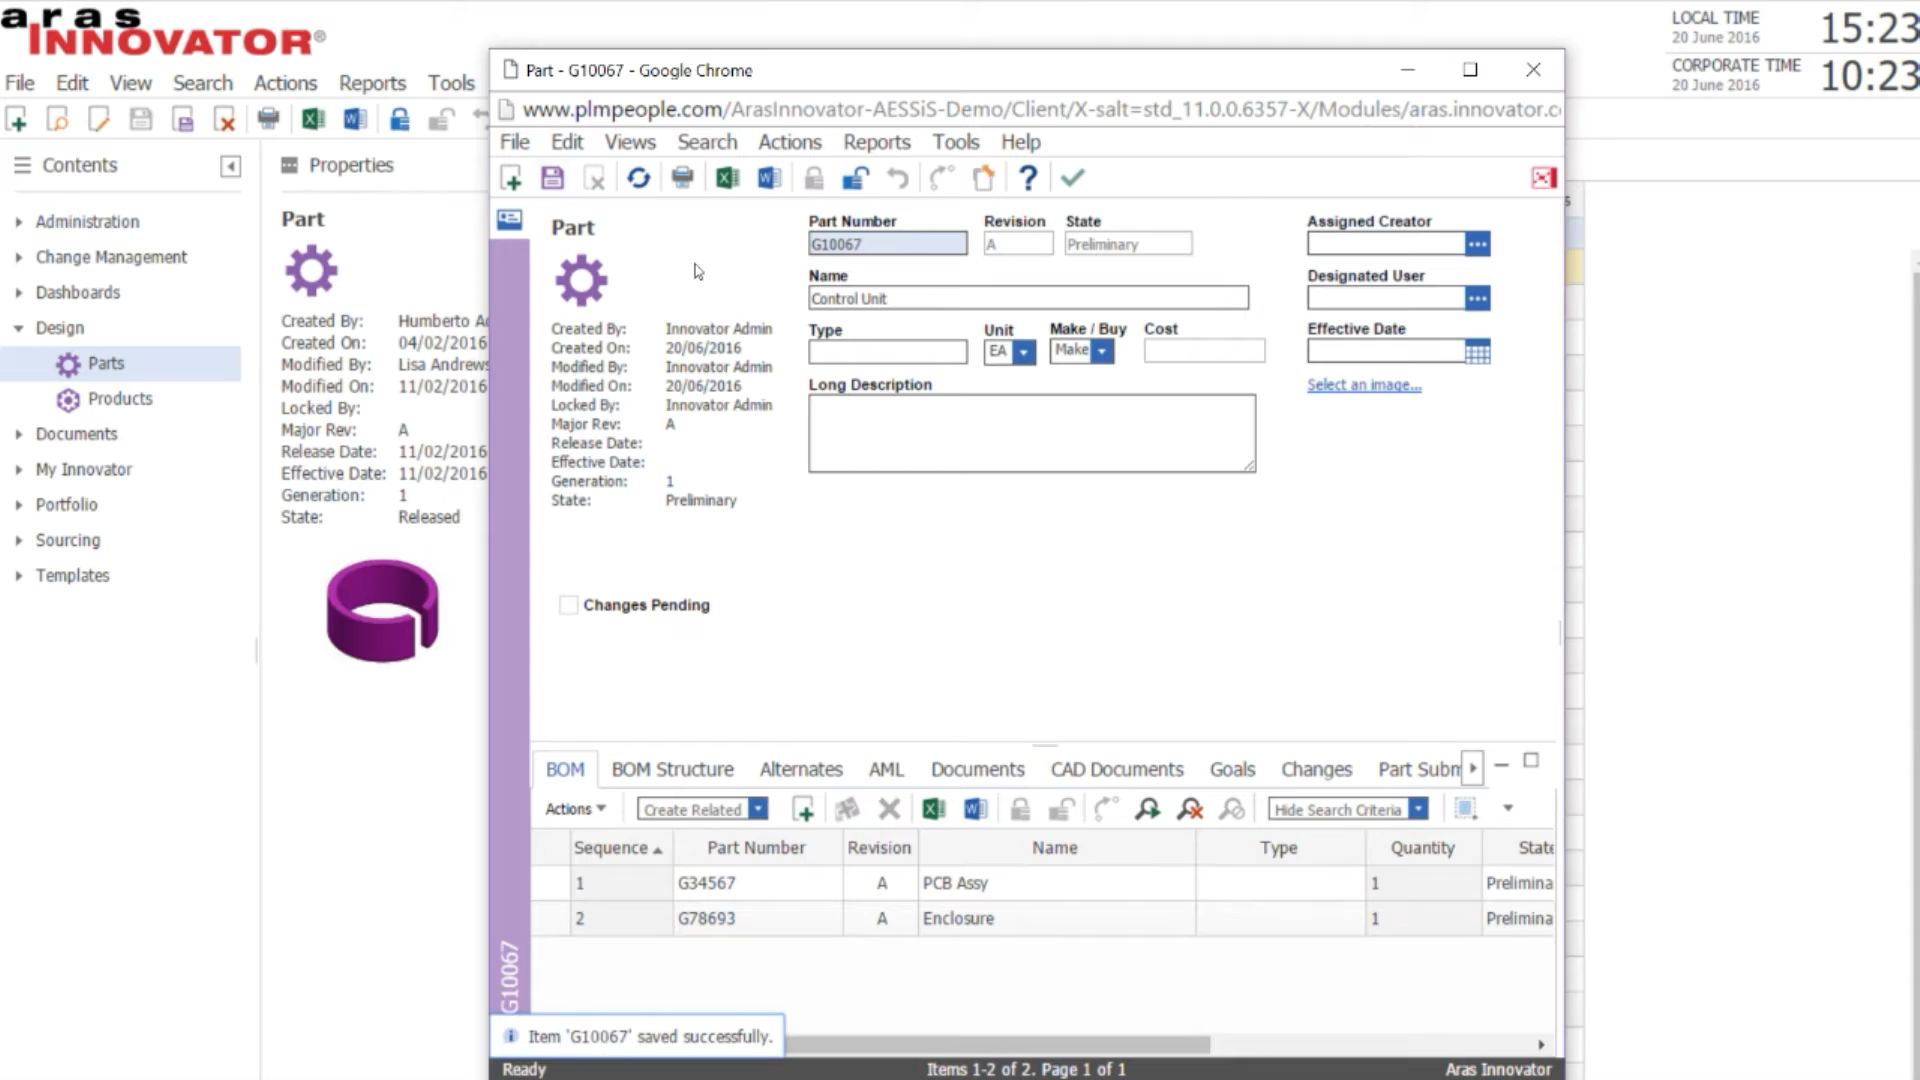 aras
INNOVATOR®
LOCAL TIME
20 June 2016
15:23
CORPORATE TIME
20 June 2016
10:23
File Edit View Search Actions Reports Tools
Contents
Administration
Change Management
Dashboards
Design
Parts
Products
Documents
My Innovator
Portfolio
Sourcing
Templates
Properties
Part
Created By: Humberto
Created On: 04/02/2016
Modified By: Lisa Andrews
Modified On: 11/02/2016
Locked By:
Major Rev: A
Release Date: 11/02/2016
Effective Date: 11/02/2016
Generation: 1
State: Released
Part - G10067 - Google Chrome
www.plmpeople.com/ArasInnovator-AESSiS-Demo/Client/X-salt=std_11.0.0.6357-X/Modules/aras.innovator.c
File Edit Views Search Actions Reports Tools Help
Part
Created By: Innovator Admin
Created On: 20/06/2016
Modified By: Innovator Admin
Modified On: 20/06/2016
Locked By: Innovator Admin
Major Rev: A
Release Date:
Effective Date:
Generation: 1
State: Preliminary
Part Number Revision State
G10067 A Preliminary
Name
Control Unit
Type Unit Make / Buy Cost
EA Make
Long Description
Assigned Creator
Designated User
Effective Date
Select an image...
Changes Pending
BOM BOM Structure Alternates AML Documents CAD Documents Goals Changes Part Subm
Actions Create Related Hide Search Criteria
Sequence Part Number Revision Name Type Quantity State
1 G34567 A PCB Assy 1 Prelimina
2 G78693 A Enclosure 1 Prelimina
G10067
Item 'G10067' saved successfully.
Ready Items 1-2 of 2. Page 1 of 1 Aras Innovator